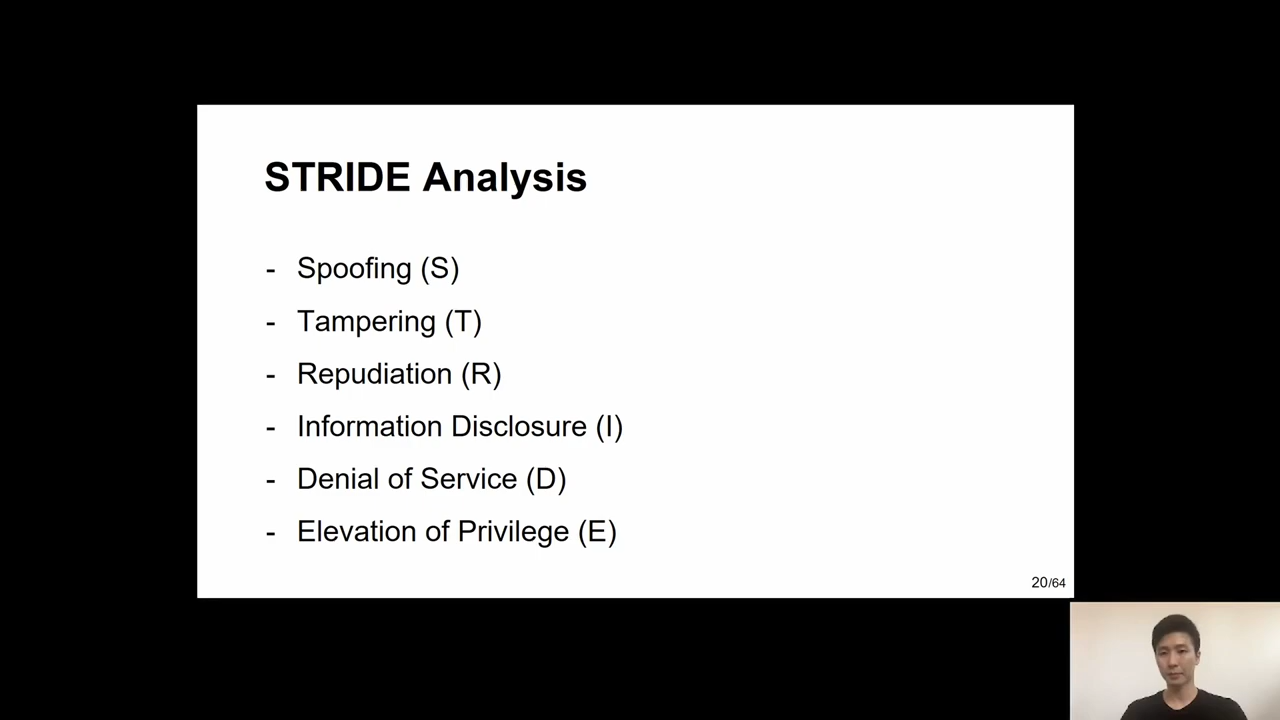 STRIDE Analysis
- Spoofing (S)
- Tampering (T)
- Repudiation (R)
- Information Disclosure (I)
- Denial of Service (D)
- Elevation of Privilege (E)
20/64